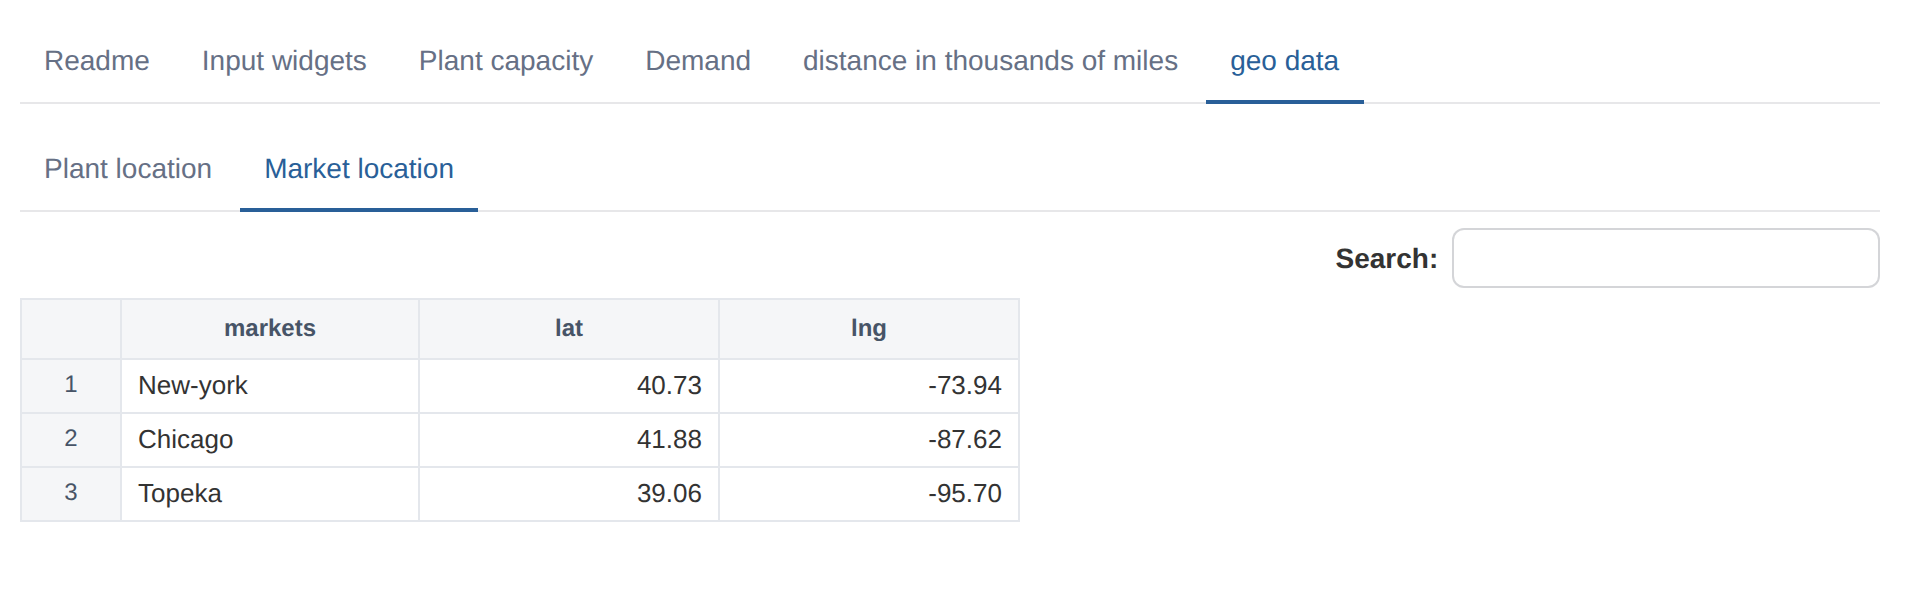 Readme Input widgets Plant capacity Demand distance in thousands of miles geo data
Plant location Market location
Search:
markets lat lng
1 New-york 40.73 -73.94
2 Chicago 41.88 -87.62
3 Topeka 39.06 -95.70